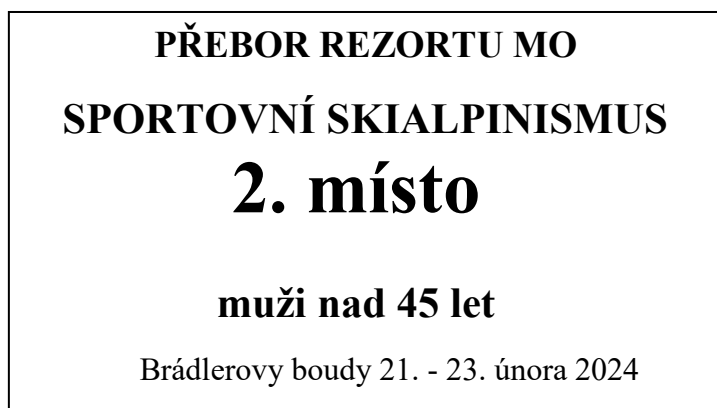 PŘEBOR REZORTU MO
SPORTOVNÍ SKIALPINISMUS
2. místo
muži nad 45 let
Brádlerovy boudy 21. - 23. února 2024